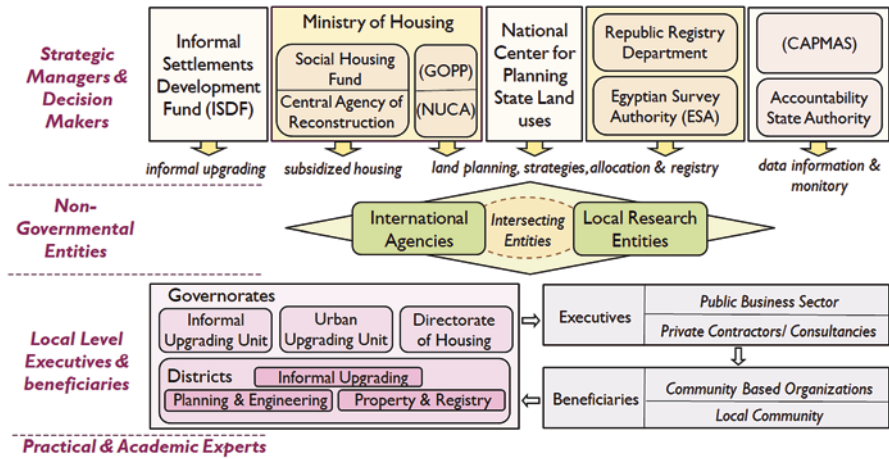 Strategic
Managers &
Decision
Makers
Informal
Settlements
Development
Fund (ISDF)
Ministry of Housing
Social Housing
Fund
Central Agency of
Reconstruction
(GOPP)
(NUCA)
National
Center for
Planning
State Land
uses
Republic Registry
Department
Egyptian Survey
Authority (ESA)
(CAPMAS)
Accountability
State Authority
informal upgrading
subsidized housing
land planning, strategies, allocation & registry
data information &
monitory
Non-
Governmental
Entities
International
Agencies
Intersecting
Entities
Local Research
Entities
Local Level
Executives &
beneficiaries
Governorates
Informal
Upgrading Unit
Urban
Upgrading Unit
Directorate
of Housing
Districts
Informal Upgrading
Planning & Engineering
Property & Registry
Executives
Public Business Sector
Private Contractors/ Consultancies
Beneficiaries
Community Based Organizations
Local Community
Practical & Academic Experts